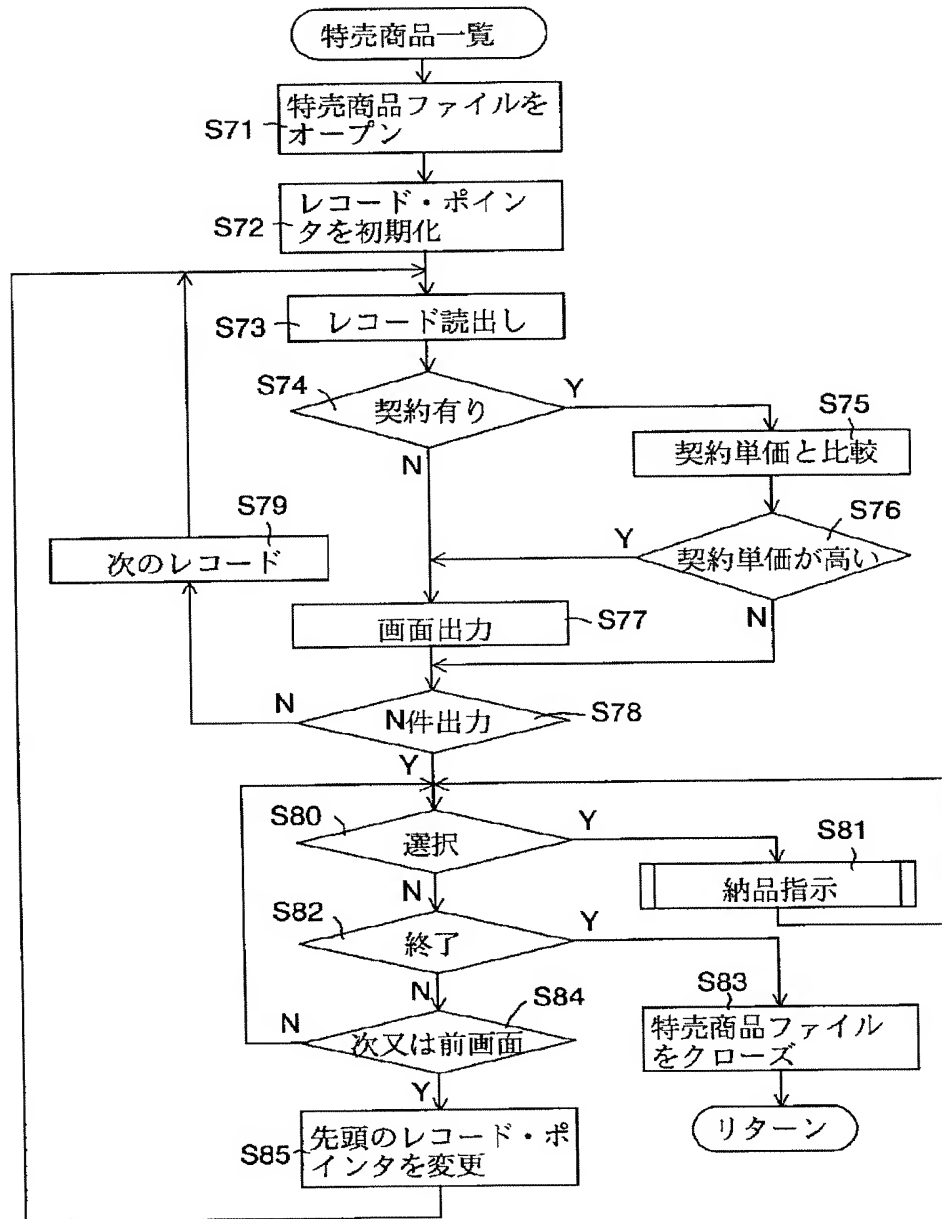 特売商品一覧
特売商品ファイルを
オープン
S71
レコード・ポイン
タを初期化
S72
レコード読出し
S73
S74
契約有り
Y
N
S75
契約単価と比較
S76
契約単価が高い
Y
N
S79
次のレコード
画面出力
S77
N件出力
S78
N
Y
S80
選択
Y
N
S81
納品指示
S82
終了
Y
N
S83
特売商品ファイル
をクローズ
S84
次又は前画面
N
Y
リターン
先頭のレコード・ポ
インタを変更
S85